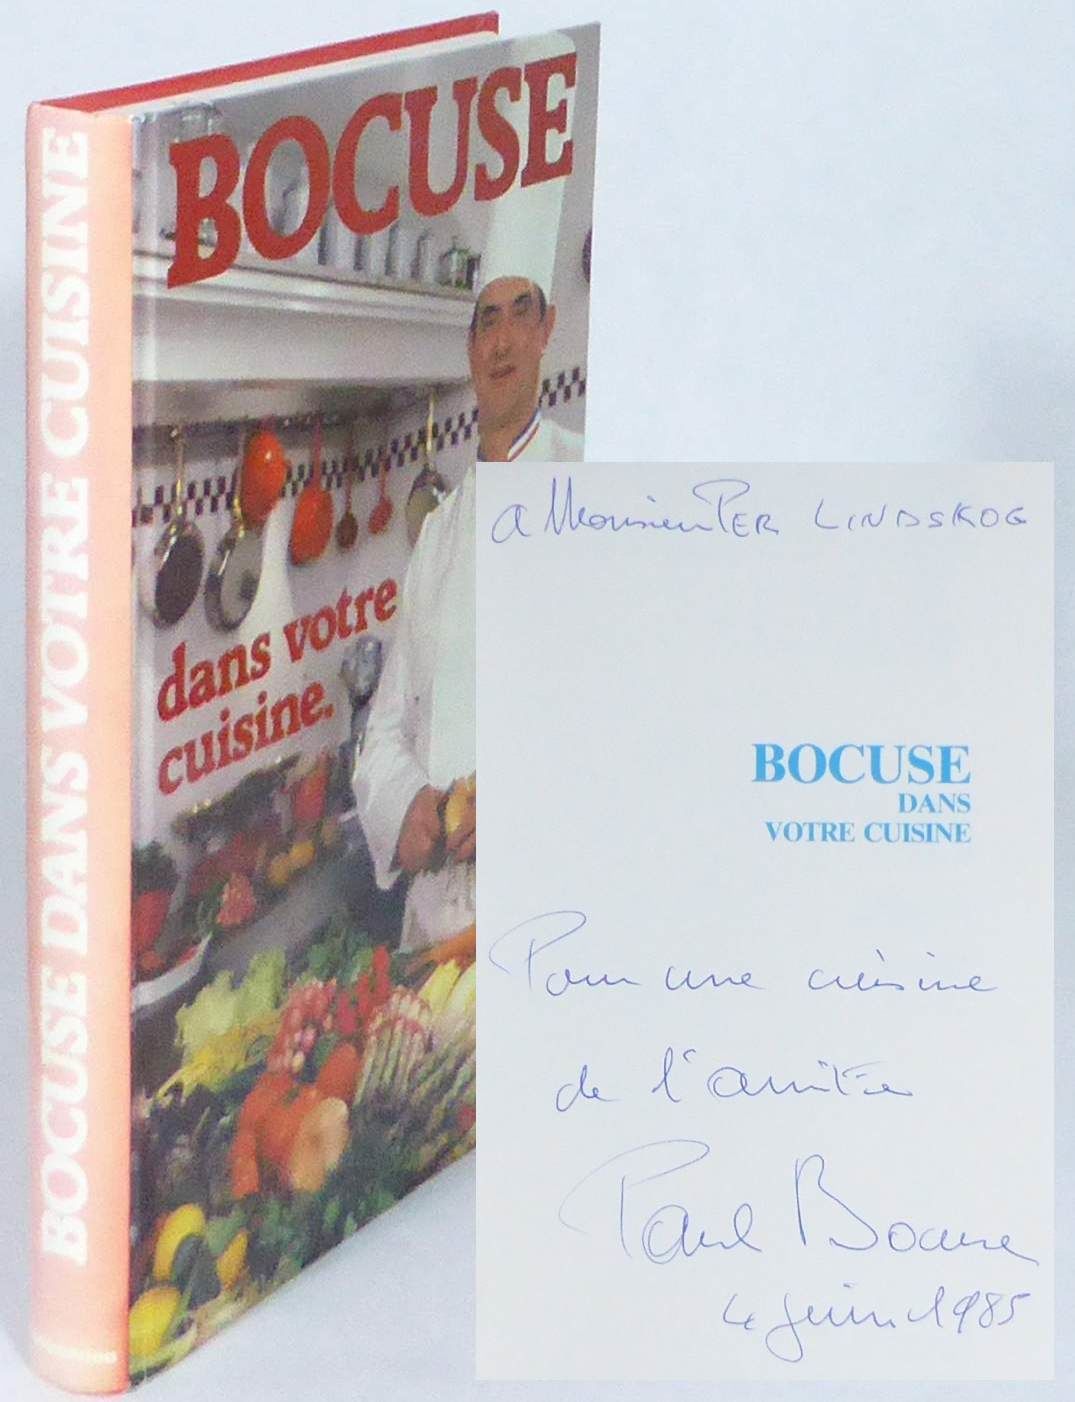 BOCUSE DANS VOTRE CUISINE
BOCUSE
dans votre
cuisine.
a Monsieur PER LINDSKOG
BOCUSE
DANS
VOTRE CUISINE
Pour une cuisine
de l'amitié
Paul Bocuse
4 juin 1985